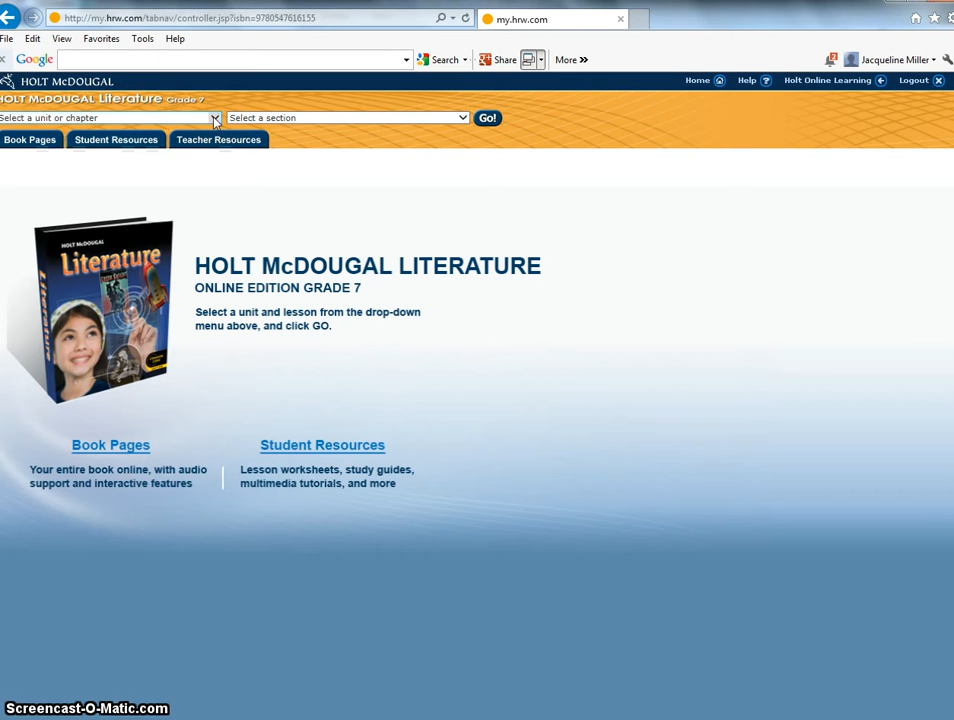 http://my.hrw.com/tabnav/controller.jsp?isbn=9780547616155
my.hrw.com
File Edit View Favorites Tools Help
Google
Search
Share
More »
2
Jacqueline Miller
HOLT McDOUGAL
Home Help ? Holt Online Learning Logout X
HOLT McDOUGAL Literature Grade 7
Select a unit or chapter
Select a section
Go!
Book Pages
Student Resources
Teacher Resources
HOLT McDOUGAL
Literature
Literature
HOLT McDOUGAL LITERATURE
ONLINE EDITION GRADE 7
Select a unit and lesson from the drop-down
menu above, and click GO.
Book Pages
Your entire book online, with audio
support and interactive features
Student Resources
Lesson worksheets, study guides,
multimedia tutorials, and more
Screencast-O-Matic.com